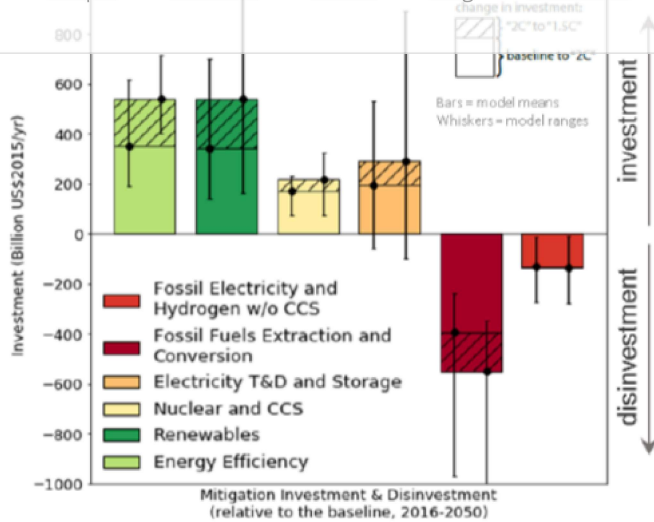 change in investment:
"2C" to "1.5C"
baseline to "2C"
Bars = model means
Whiskers = model ranges
investment
disinvestment
Investment (Billion US$2015/yr)
800
600
400
200
0
−200
−400
−600
−800
−1000
Fossil Electricity and
Hydrogen w/o CCS
Fossil Fuels Extraction and
Conversion
Electricity T&D and Storage
Nuclear and CCS
Renewables
Energy Efficiency
Mitigation Investment & Disinvestment
(relative to the baseline, 2016-2050)